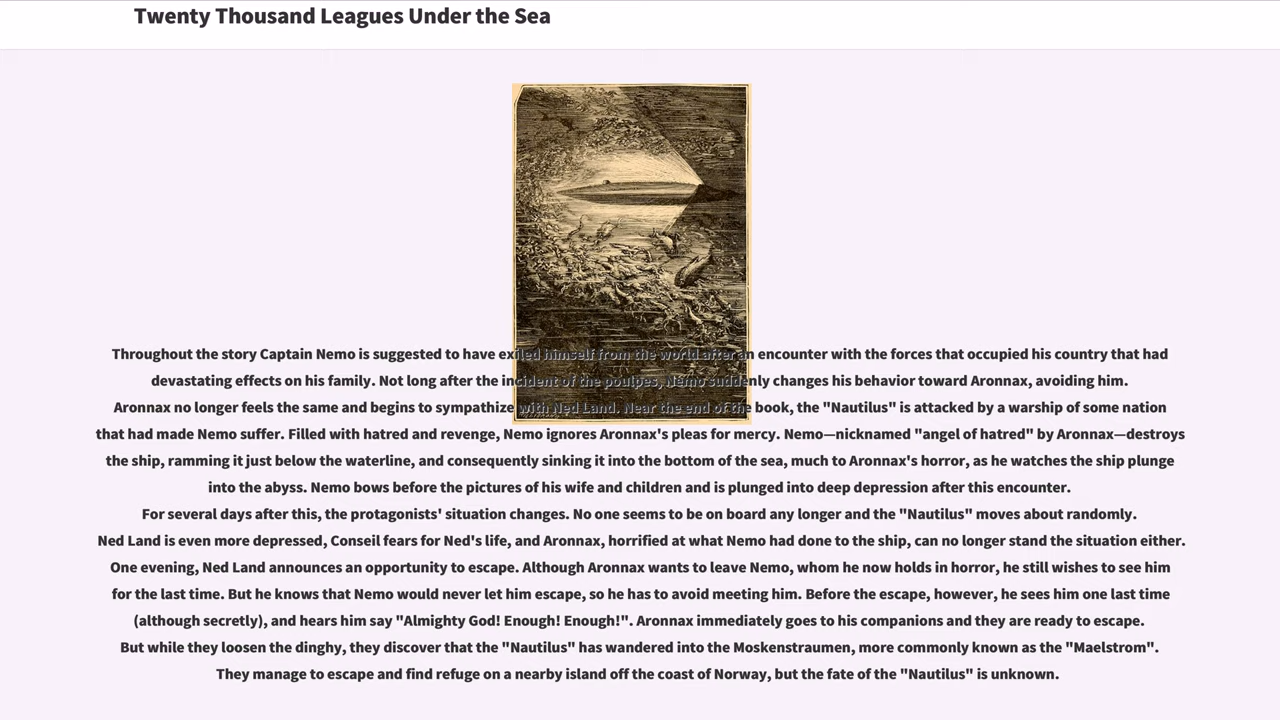 Twenty Thousand Leagues Under the Sea
Throughout the story Captain Nemo is suggested to have exiled himself from the world after an encounter with the forces that occupied his country that had
devastating effects on his family. Not long after the incident of the poulpes, Nemo suddenly changes his behavior toward Aronnax, avoiding him.
Aronnax no longer feels the same and begins to sympathize with Ned Land. Near the end of the book, the "Nautilus" is attacked by a warship of some nation
that had made Nemo suffer. Filled with hatred and revenge, Nemo ignores Aronnax's pleas for mercy. Nemo—nicknamed "angel of hatred" by Aronnax—destroys
the ship, ramming it just below the waterline, and consequently sinking it into the bottom of the sea, much to Aronnax's horror, as he watches the ship plunge
into the abyss. Nemo bows before the pictures of his wife and children and is plunged into deep depression after this encounter.
For several days after this, the protagonists' situation changes. No one seems to be on board any longer and the "Nautilus" moves about randomly.
Ned Land is even more depressed, Conseil fears for Ned's life, and Aronnax, horrified at what Nemo had done to the ship, can no longer stand the situation either.
One evening, Ned Land announces an opportunity to escape. Although Aronnax wants to leave Nemo, whom he now holds in horror, he still wishes to see him
for the last time. But he knows that Nemo would never let him escape, so he has to avoid meeting him. Before the escape, however, he sees him one last time
(although secretly), and hears him say "Almighty God! Enough! Enough!". Aronnax immediately goes to his companions and they are ready to escape.
But while they loosen the dinghy, they discover that the "Nautilus" has wandered into the Moskenstraumen, more commonly known as the "Maelstrom".
They manage to escape and find refuge on a nearby island off the coast of Norway, but the fate of the "Nautilus" is unknown.